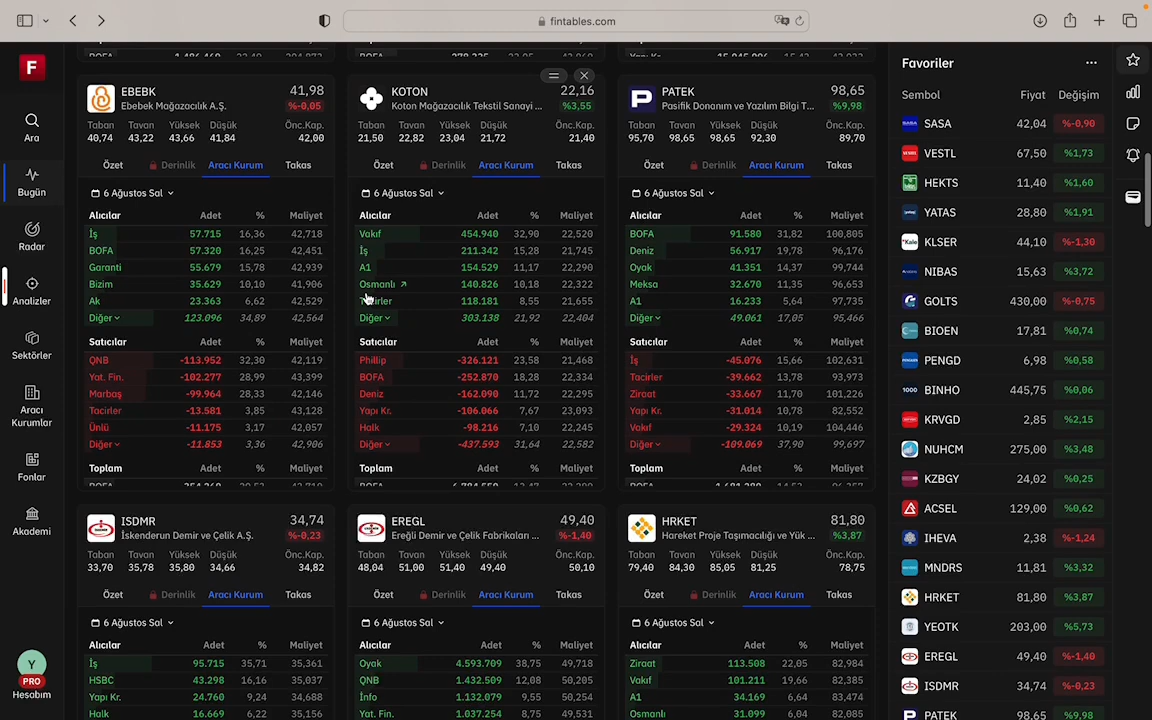 fintables.com
F
Ara
Bugün
Radar
Analizler
Sektörler
Aracı
Kurumlar
Fonlar
Akademi
Y
PRO
Hesabım
EBEBK 41,98
Ebebek Mağazacılık A.Ş. %-0,05
Taban Tavan Yüksek Düşük Önc.Kap.
40,74 43,22 43,66 41,84 42,00
Özet Derinlik Aracı Kurum Takas
6 Ağustos Sal
Alıcılar Adet % Maliyet
İş 57.715 16,36 42,718
BOFA 57.320 16,25 42,451
Garanti 55.679 15,78 42,939
Bizim 35.629 10,10 41,906
Ak 23.363 6,62 42,529
Diğer 123.096 34,89 42,564
Satıcılar Adet % Maliyet
QNB -113.952 32,30 42,119
Yat. Fin. -102.277 28,99 43,399
Marbaş -99.964 28,33 42,146
Tacirler -13.581 3,85 43,128
Ünlü -11.175 3,17 42,057
Diğer -11.853 3,36 42,906
Toplam Adet % Maliyet
KOTON 22,16
Koton Mağazacılık Tekstil Sanayi ... %3,55
Taban Tavan Yüksek Düşük Önc.Kap.
21,50 22,82 23,04 21,72 21,40
Özet Derinlik Aracı Kurum Takas
6 Ağustos Sal
Alıcılar Adet % Maliyet
Vakıf 454.940 32,90 22,520
İş 211.342 15,28 21,745
A1 154.529 11,17 22,290
Osmanlı ↗ 140.826 10,18 22,322
Tacirler 118.181 8,55 21,655
Diğer 303.138 21,92 22,404
Satıcılar Adet % Maliyet
Phillip -326.121 23,58 21,468
BOFA -252.870 18,28 22,334
Deniz -162.090 11,72 22,295
Yapı Kr. -106.066 7,67 23,093
Halk -98.216 7,10 22,245
Diğer -437.593 31,64 22,582
Toplam Adet % Maliyet
PATEK 98,65
Pasifik Donanım ve Yazılım Bilgi T... %9,98
Taban Tavan Yüksek Düşük Önc.Kap.
95,70 98,65 98,65 92,30 89,70
Özet Derinlik Aracı Kurum Takas
6 Ağustos Sal
Alıcılar Adet % Maliyet
BOFA 91.580 31,82 100,805
Deniz 56.917 19,78 96,176
Oyak 41.351 14,37 99,744
Meksa 32.670 11,35 96,653
A1 16.233 5,64 97,735
Diğer 49.061 17,05 95,466
Satıcılar Adet % Maliyet
İş -45.076 15,66 102,631
Tacirler -39.662 13,78 93,973
Ziraat -33.667 11,70 101,226
Yapı Kr. -31.014 10,78 82,552
Vakıf -29.324 10,19 104,446
Diğer -109.069 37,90 99,697
Toplam Adet % Maliyet
ISDMR 34,74
İskenderun Demir ve Çelik A.Ş. %-0,23
Taban Tavan Yüksek Düşük Önc.Kap.
33,70 35,78 35,80 34,66 34,82
Özet Derinlik Aracı Kurum Takas
6 Ağustos Sal
Alıcılar Adet % Maliyet
İş 95.715 35,71 35,361
HSBC 43.298 16,16 35,037
Yapı Kr. 24.760 9,24 34,688
Halk 16.669 6,22 35,156
EREGL 49,40
Ereğli Demir ve Çelik Fabrikaları ... %-1,40
Taban Tavan Yüksek Düşük Önc.Kap.
48,04 51,00 51,40 49,40 50,10
Özet Derinlik Aracı Kurum Takas
6 Ağustos Sal
Alıcılar Adet % Maliyet
Oyak 4.593.709 38,75 49,718
QNB 1.432.509 12,08 50,205
İnfo 1.132.079 9,55 50,254
Yat. Fin. 1.037.254 8,75 49,531
HRKET 81,80
Hareket Proje Taşımacılığı ve Yük ... %3,87
Taban Tavan Yüksek Düşük Önc.Kap.
79,40 84,30 85,05 81,25 78,75
Özet Derinlik Aracı Kurum Takas
6 Ağustos Sal
Alıcılar Adet % Maliyet
Ziraat 113.508 22,05 82,984
Vakıf 101.211 19,66 82,385
A1 34.169 6,64 83,474
Osmanlı 31.099 6,04 82,085
Favoriler ...
Sembol Fiyat Değişim
SASA 42,04 %-0,90
VESTL 67,50 %1,73
HEKTS 11,40 %1,60
YATAS 28,80 %1,91
KLSER 44,10 %-1,30
NIBAS 15,63 %3,72
GOLTS 430,00 %-0,75
BIOEN 17,81 %0,74
PENGD 6,98 %0,58
BINHO 445,75 %0,06
KRVGD 2,85 %2,15
NUHCM 275,00 %3,48
KZBGY 24,02 %0,25
ACSEL 129,00 %0,62
IHEVA 2,38 %-1,24
MNDRS 11,81 %3,32
HRKET 81,80 %3,87
YEOTK 203,00 %5,73
EREGL 49,40 %-1,40
ISDMR 34,74 %-0,23
PATEK 98,65 %9,98